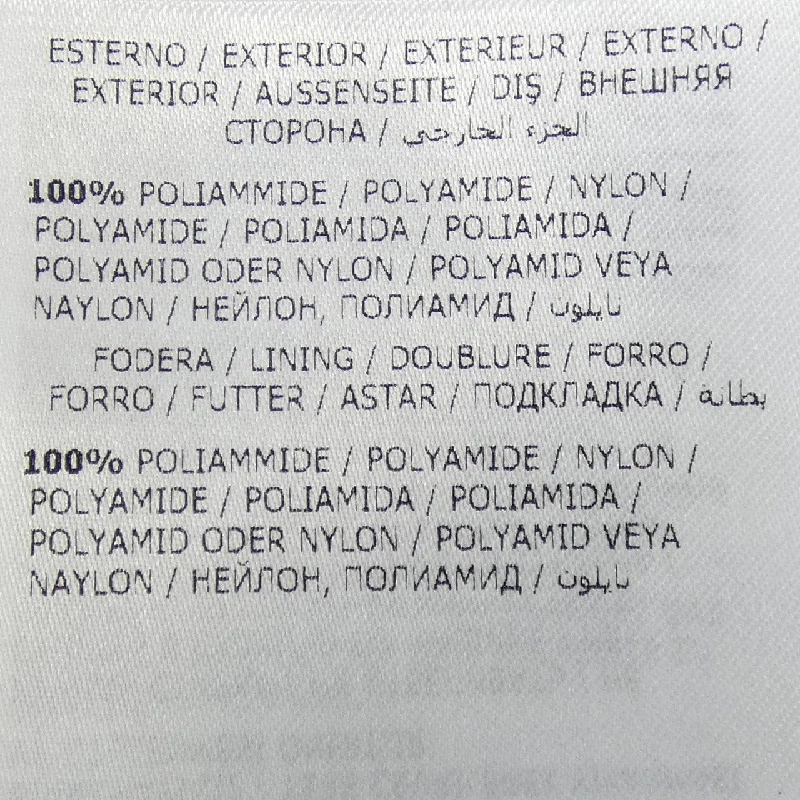 ESTERNO / EXTERIOR / EXTERIEUR / EXTERNO /
EXTERIOR / AUSSENSEITE / DIŞ / ВНЕШНЯЯ
СТОРОНА / الجزء الخارجي
100% POLIAMMIDE / POLYAMIDE / NYLON /
POLYAMIDE / POLIAMIDA / POLIAMIDA /
POLYAMID ODER NYLON / POLYAMID VEYA
NAYLON / НЕЙЛОН, ПОЛИАМИД / نايلون
FODERA / LINING / DOUBLURE / FORRO /
FORRO / FUTTER / ASTAR / ПОДКЛАДКА / بطانة
100% POLIAMMIDE / POLYAMIDE / NYLON /
POLYAMIDE / POLIAMIDA / POLIAMIDA /
POLYAMID ODER NYLON / POLYAMID VEYA
NAYLON / НЕЙЛОН, ПОЛИАМИД / نايلون